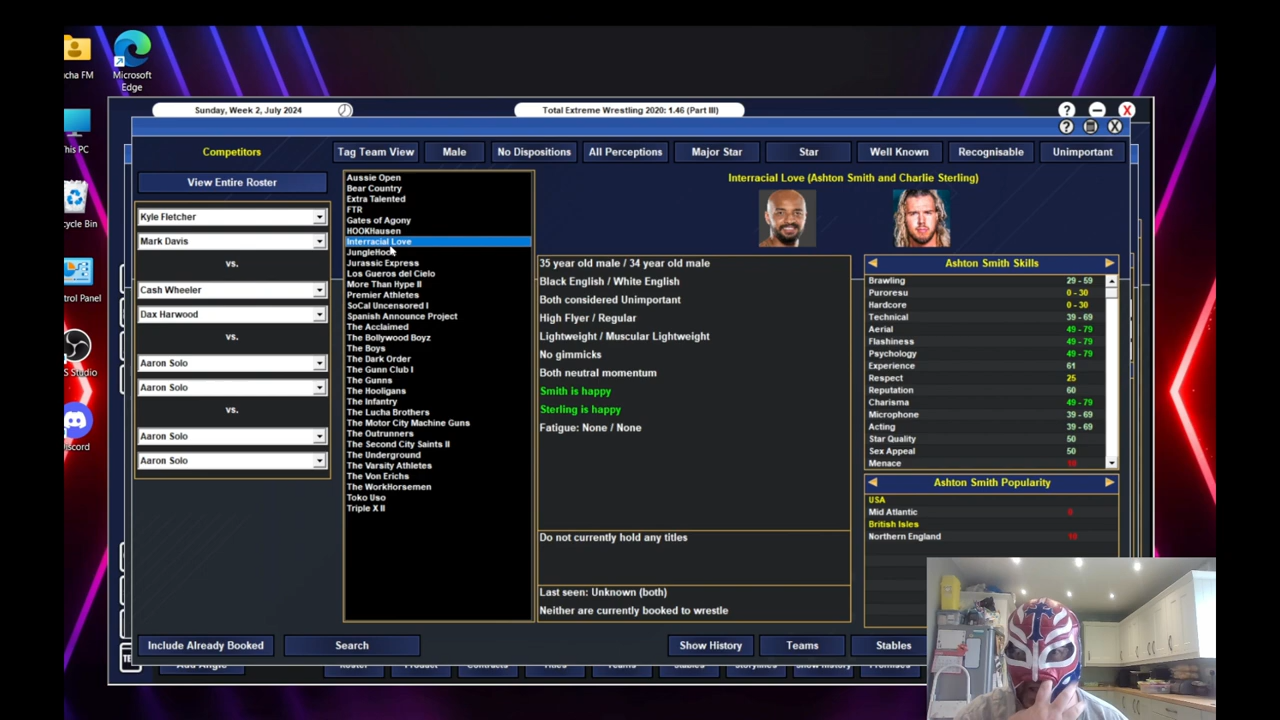 cha FM
Microsoft
Edge
This PC
cycle Bin
trol Panel
S Studio
iscord
Sunday, Week 2, July 2024
Total Extreme Wrestling 2020: 1.46 (Part III)
?
X
?
X
Competitors
Tag Team View
Male
No Dispositions
All Perceptions
Major Star
Star
Well Known
Recognisable
Unimportant
View Entire Roster
Kyle Fletcher
Mark Davis
vs.
Cash Wheeler
Dax Harwood
vs.
Aaron Solo
Aaron Solo
vs.
Aaron Solo
Aaron Solo
Aussie Open
Bear Country
Extra Talented
FTR
Gates of Agony
HOOKHausen
Interracial Love
JungleHook
Jurassic Express
Los Gueros del Cielo
More Than Hype II
Premier Athletes
SoCal Uncensored I
Spanish Announce Project
The Acclaimed
The Bollywood Boyz
The Boys
The Dark Order
The Gunn Club I
The Gunns
The Hooligans
The Infantry
The Lucha Brothers
The Motor City Machine Guns
The Outrunners
The Second City Saints II
The Underground
The Varsity Athletes
The Von Erichs
The WorkHorsemen
Toko Uso
Triple X II
Interracial Love (Ashton Smith and Charlie Sterling)
35 year old male / 34 year old male
Black English / White English
Both considered Unimportant
High Flyer / Regular
Lightweight / Muscular Lightweight
No gimmicks
Both neutral momentum
Smith is happy
Sterling is happy
Fatigue: None / None
Do not currently hold any titles
Last seen: Unknown (both)
Neither are currently booked to wrestle
Ashton Smith Skills
Brawling 29 - 59
Puroresu 0 - 30
Hardcore 0 - 30
Technical 39 - 69
Aerial 49 - 79
Flashiness 49 - 79
Psychology 49 - 79
Experience 61
Respect 25
Reputation 60
Charisma 49 - 79
Microphone 39 - 69
Acting 39 - 69
Star Quality 50
Sex Appeal 50
Menace
Ashton Smith Popularity
USA
Mid Atlantic
British Isles
Northern England
Include Already Booked
Search
Show History
Teams
Stables